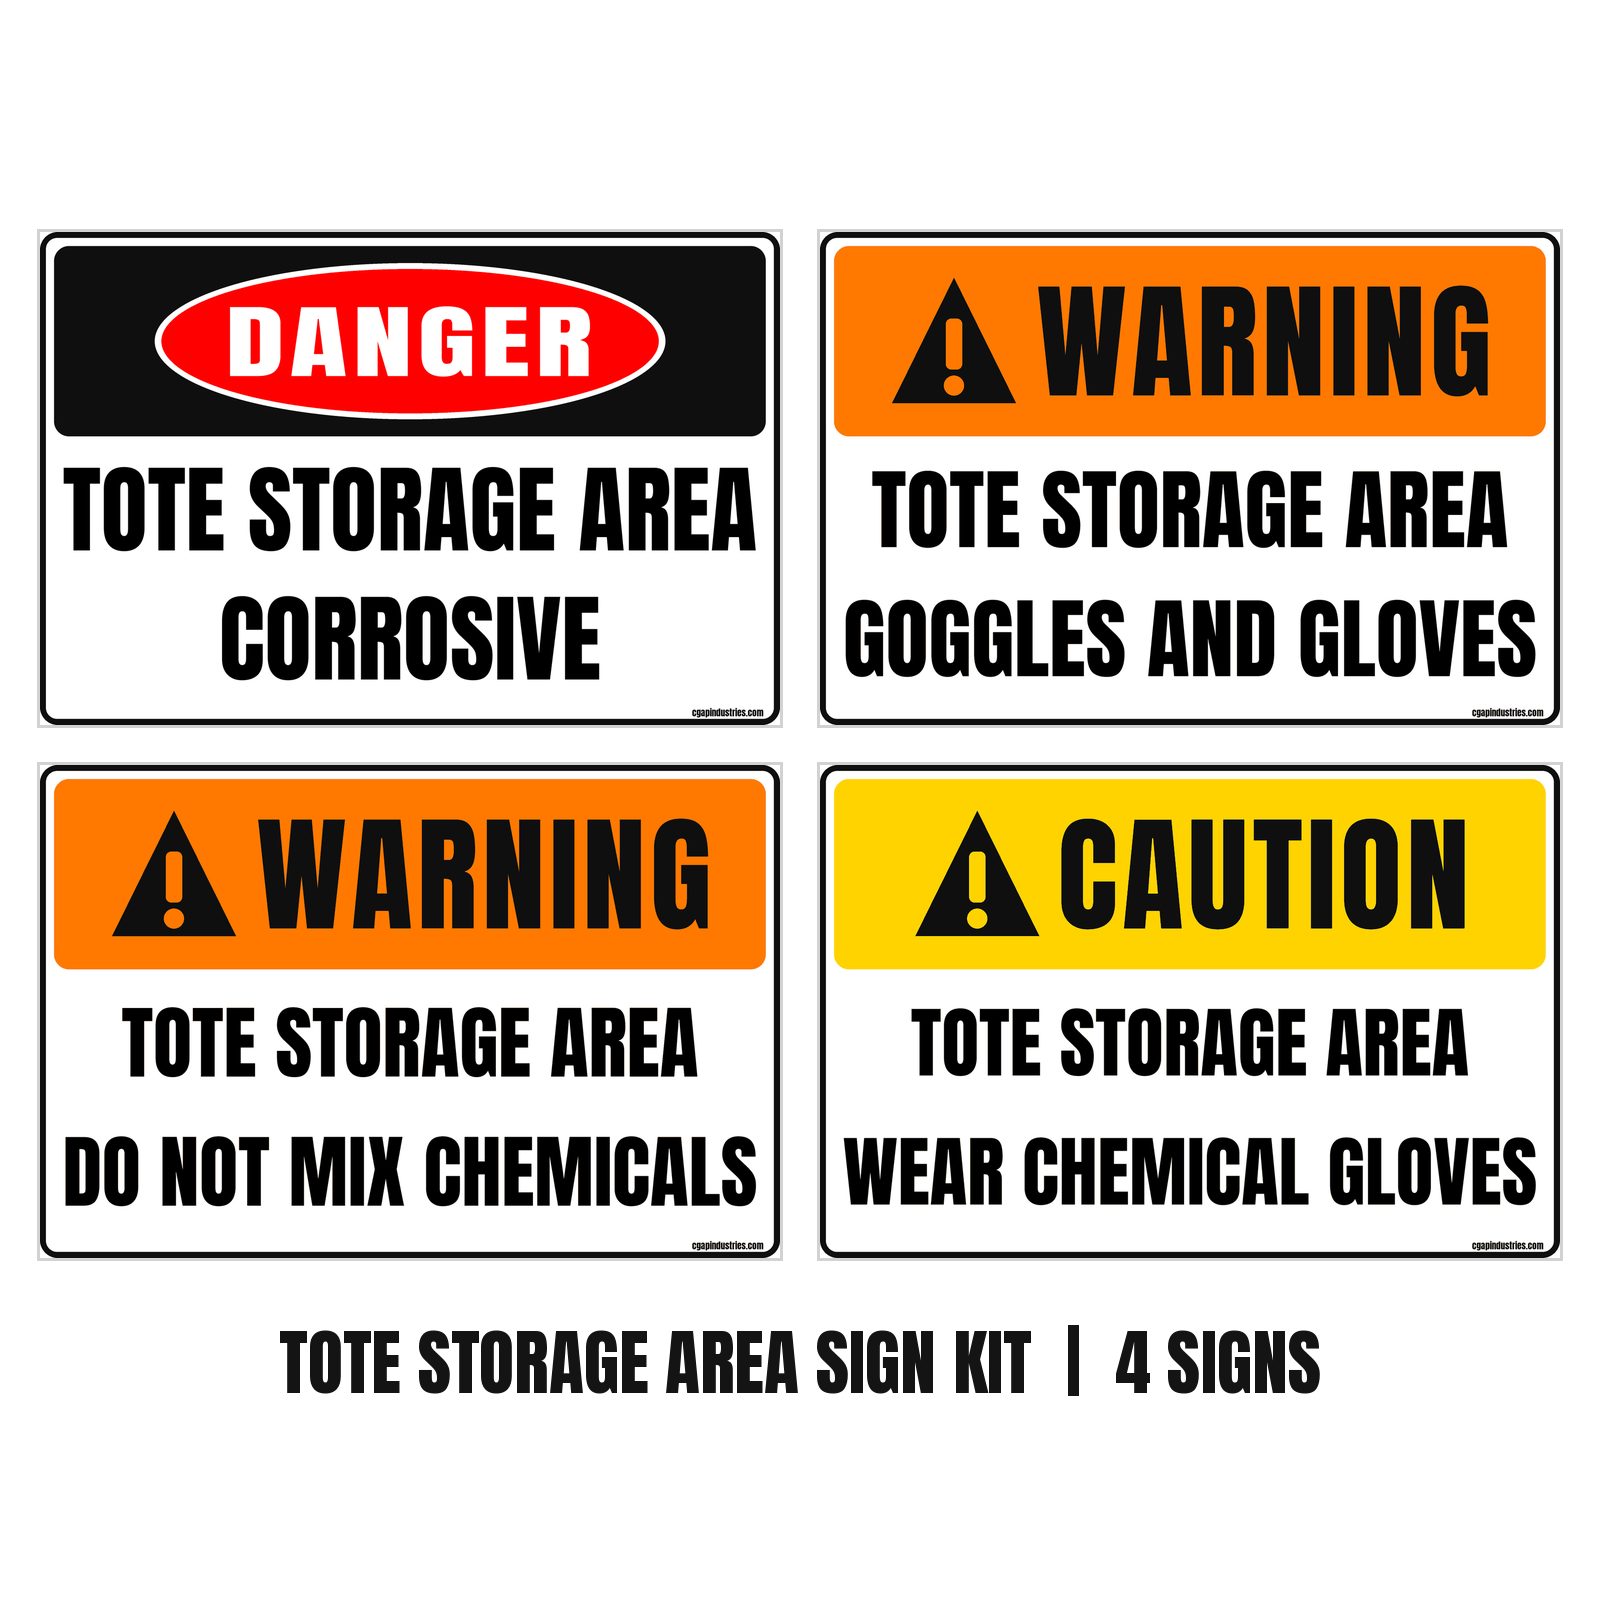 DANGER
TOTE STORAGE AREA
CORROSIVE
cgapindustries.com
WARNING
TOTE STORAGE AREA
GOGGLES AND GLOVES
cgapindustries.com
WARNING
TOTE STORAGE AREA
DO NOT MIX CHEMICALS
cgapindustries.com
CAUTION
TOTE STORAGE AREA
WEAR CHEMICAL GLOVES
cgapindustries.com
TOTE STORAGE AREA SIGN KIT | 4 SIGNS